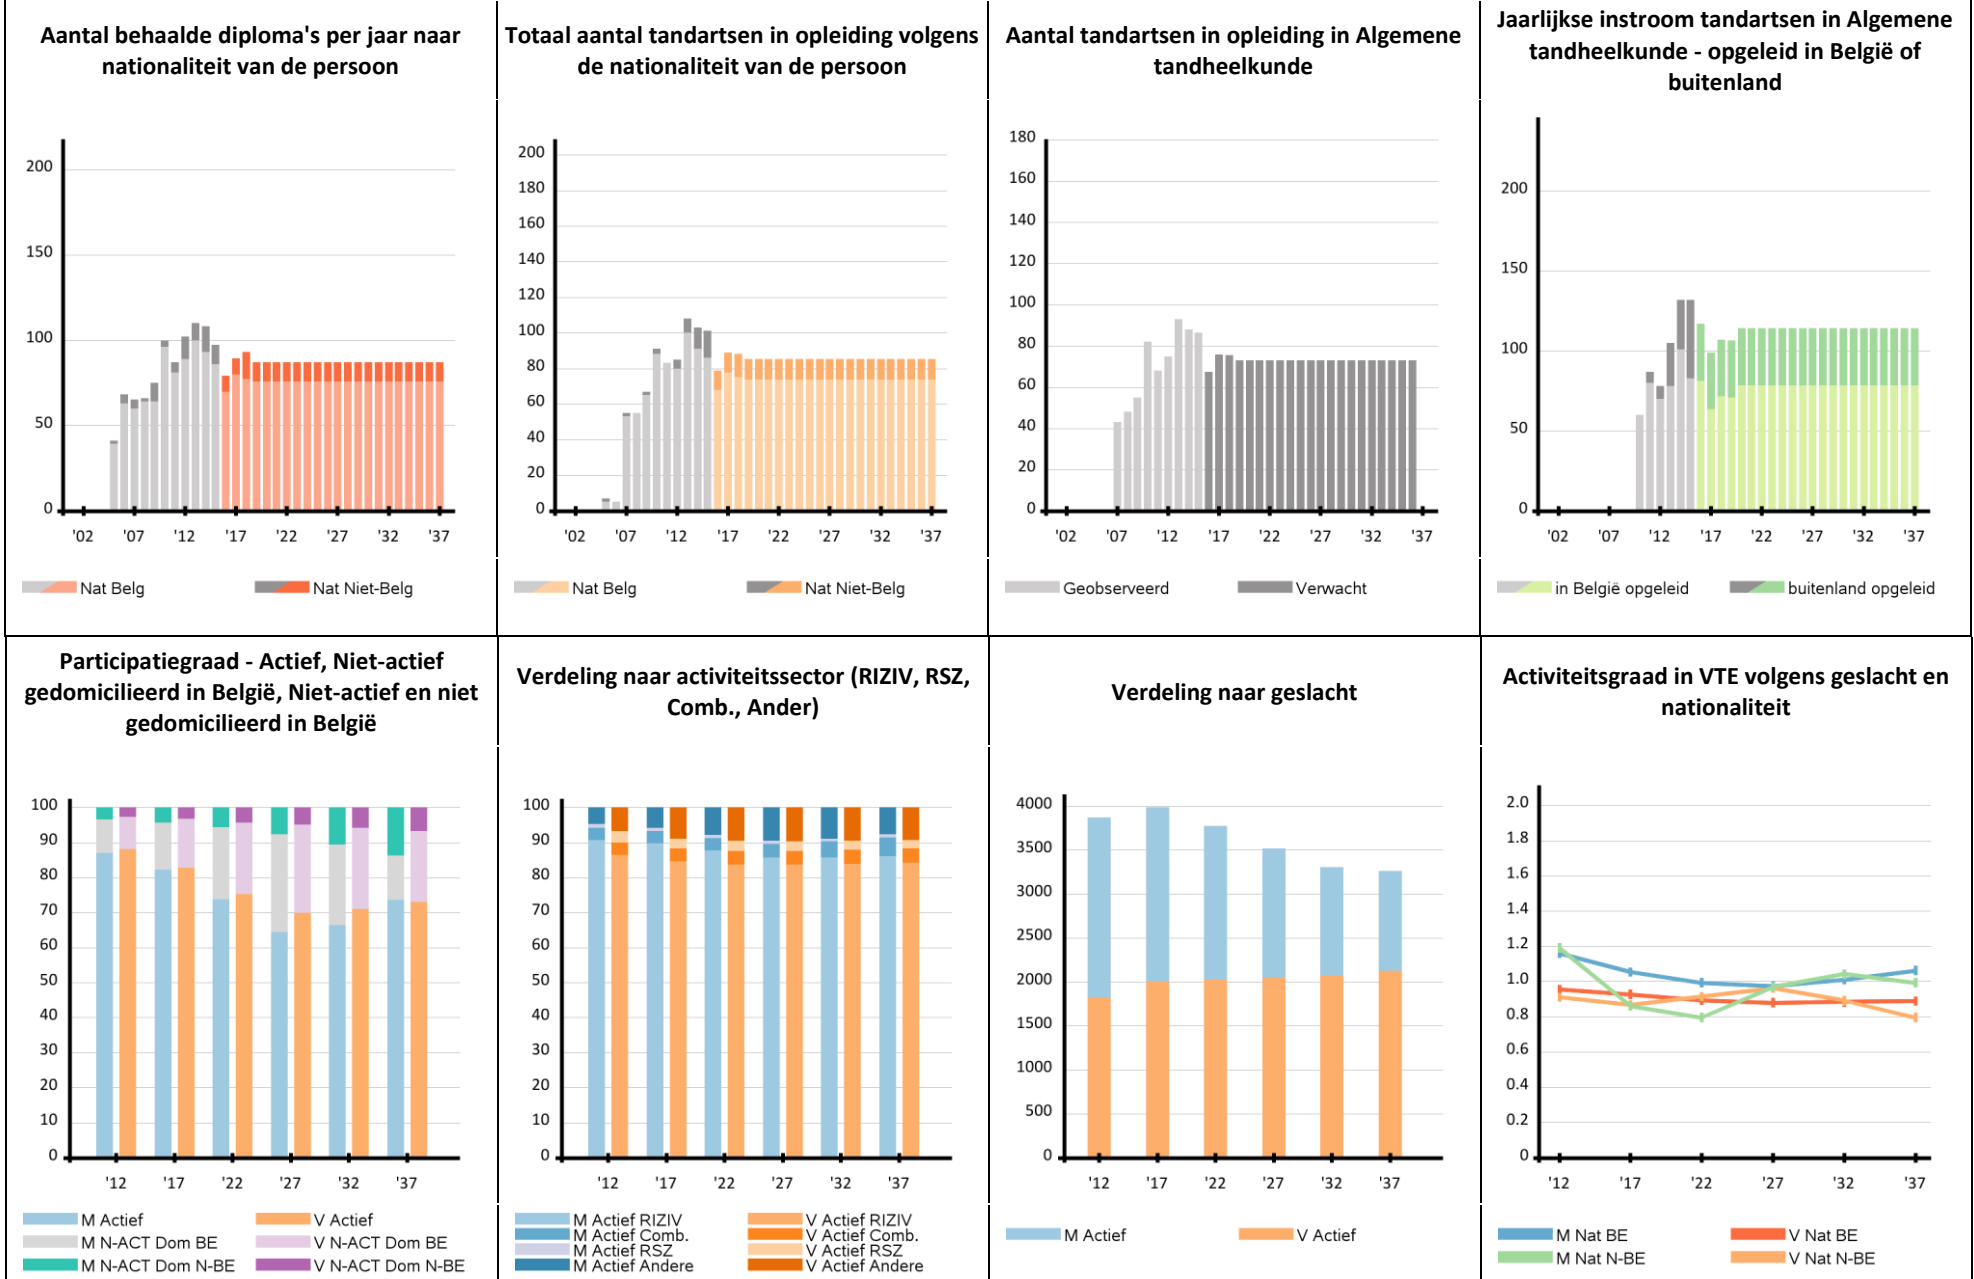 Aantal behaalde diploma's per jaar naar
nationaliteit van de persoon
200
150
100
50
0
'02 '07 '12 '17 '22 '27 '32 '37
Nat Belg Nat Niet-Belg
Totaal aantal tandartsen in opleiding volgens
de nationaliteit van de persoon
200
180
160
140
120
100
80
60
40
20
0
'02 '07 '12 '17 '22 '27 '32 '37
Nat Belg Nat Niet-Belg
Aantal tandartsen in opleiding in Algemene
tandheelkunde
180
160
140
120
100
80
60
40
20
0
'02 '07 '12 '17 '22 '27 '32 '37
Geobserveerd Verwacht
Jaarlijkse instroom tandartsen in Algemene
tandheelkunde - opgeleid in België of
buitenland
200
150
100
50
0
'02 '07 '12 '17 '22 '27 '32 '37
in België opgeleid buitenland opgeleid
Participatiegraad - Actief, Niet-actief
gedomicilieerd in België, Niet-actief en niet
gedomicilieerd in België
100
90
80
70
60
50
40
30
20
10
0
'12 '17 '22 '27 '32 '37
M Actief V Actief
M N-ACT Dom BE V N-ACT Dom BE
M N-ACT Dom N-BE V N-ACT Dom N-BE
Verdeling naar activiteitssector (RIZIV, RSZ,
Comb., Ander)
100
90
80
70
60
50
40
30
20
10
0
'12 '17 '22 '27 '32 '37
M Actief RIZIV V Actief RIZIV
M Actief Comb. V Actief Comb.
M Actief RSZ V Actief RSZ
M Actief Andere V Actief Andere
Verdeling naar geslacht
4000
3500
3000
2500
2000
1500
1000
500
0
'12 '17 '22 '27 '32 '37
M Actief V Actief
Activiteitsgraad in VTE volgens geslacht en
nationaliteit
2.0
1.8
1.6
1.4
1.2
1.0
0.8
0.6
0.4
0.2
0
'12 '17 '22 '27 '32 '37
M Nat BE V Nat BE
M Nat N-BE V Nat N-BE